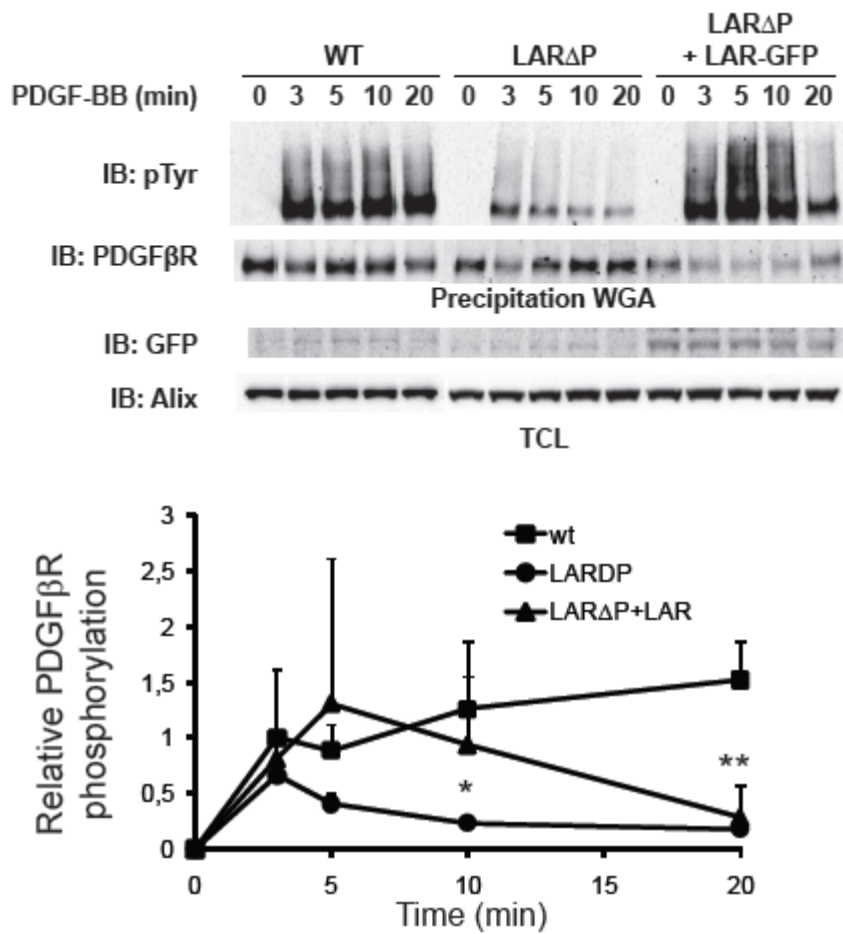 WT LARΔP LARΔP + LAR-GFP
PDGF-BB (min) 0 3 5 10 20 0 3 5 10 20 0 3 5 10 20
IB: pTyr
IB: PDGFβR
Precipitation WGA
IB: GFP
IB: Alix
TCL
Relative PDGFβR phosphorylation
3
2,5
2
1,5
1
0,5
0
wt
LARDP
LARΔP+LAR
*
**
0 5 10 15 20
Time (min)